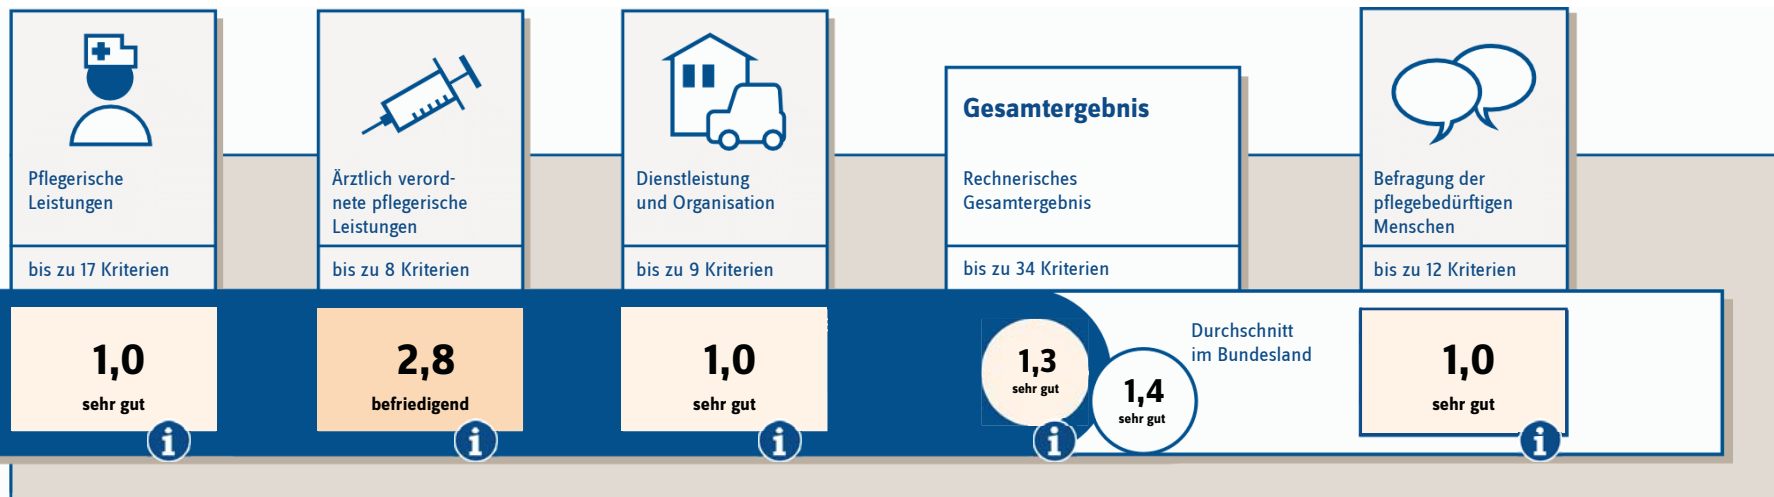 Pflegerische
Leistungen
bis zu 17 Kriterien
1,0
sehr gut
Ärztlich verord-
nete pflegerische
Leistungen
bis zu 8 Kriterien
2,8
befriedigend
Dienstleistung
und Organisation
bis zu 9 Kriterien
1,0
sehr gut
Gesamtergebnis
Rechnerisches
Gesamtergebnis
bis zu 34 Kriterien
1,3
sehr gut
1,4
sehr gut
Durchschnitt
im Bundesland
Befragung der
pflegebedürftigen
Menschen
bis zu 12 Kriterien
1,0
sehr gut